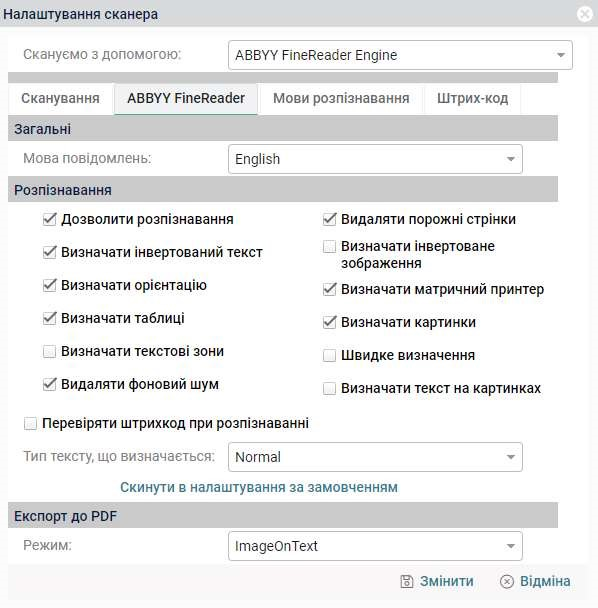 Налаштування сканера
Скануємо з допомогою:
ABBYY FineReader Engine
Сканування
ABBYY FineReader
Мови розпізнавання
Штрих-код
Загальні
Мова повідомлень:
English
Розпізнавання
Дозволити розпізнавання
Видаляти порожні стрінки
Визначати інвертований текст
Визначати інвертоване
зображення
Визначати орієнтацію
Визначати матричний принтер
Визначати таблиці
Визначати картинки
Визначати текстові зони
Швидке визначення
Видаляти фоновий шум
Визначати текст на картинках
Перевіряти штрихкод при розпізнаванні
Тип тексту, що визначається:
Normal
Скинути в налаштування за замовченням
Експорт до PDF
Режим:
ImageOnText
Змінити
Відміна